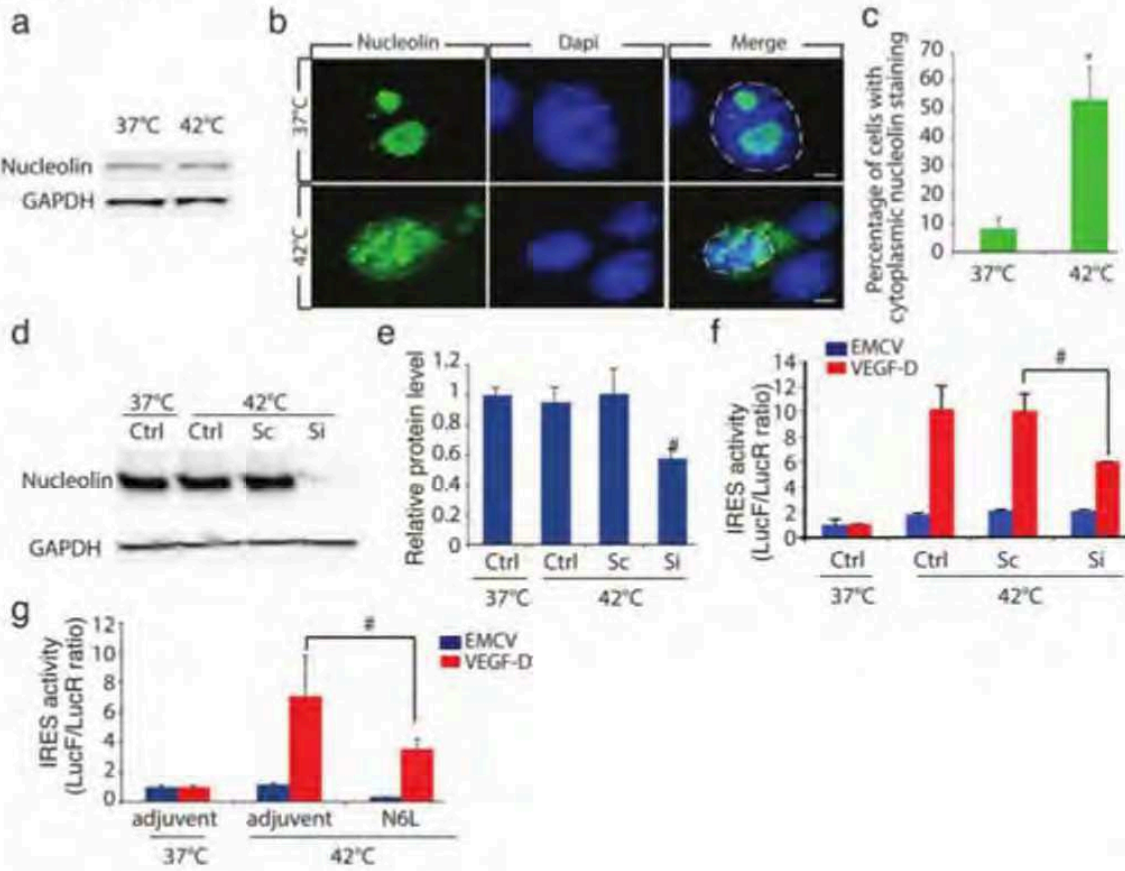 a
37°C 42°C
Nucleolin
GAPDH
b
Nucleolin Dapi Merge
37°C
42°C
c
Percentage of cells with
cytoplasmic nucleolin staining
70
60
50
40
30
20
10
0
*
37°C 42°C
d
37°C 42°C
Ctrl Ctrl Sc Si
Nucleolin
GAPDH
e
Relative protein level
1.2
1
0.8
0.6
0.4
0.2
0
#
Ctrl Ctrl Sc Si
37°C 42°C
f
EMCV
VEGF-D
IRES activity
(LucF/LucR ratio)
14
12
10
8
6
4
2
0
#
Ctrl Ctrl Sc Si
37°C 42°C
g
IRES activity
(LucF/LucR ratio)
12
10
8
6
4
2
0
#
EMCV
VEGF-D
adjuvent adjuvent N6L
37°C 42°C